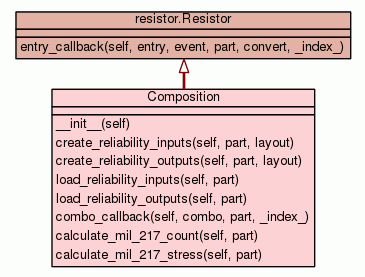 resistor.Resistor
entry_callback(self, entry, event, part, convert, _index_)
Composition
__init__(self)
create_reliability_inputs(self, part, layout)
create_reliability_outputs(self, part, layout)
load_reliability_inputs(self, part)
load_reliability_outputs(self, part)
combo_callback(self, combo, part, _index_)
calculate_mil_217_count(self, part)
calculate_mil_217_stress(self, part)